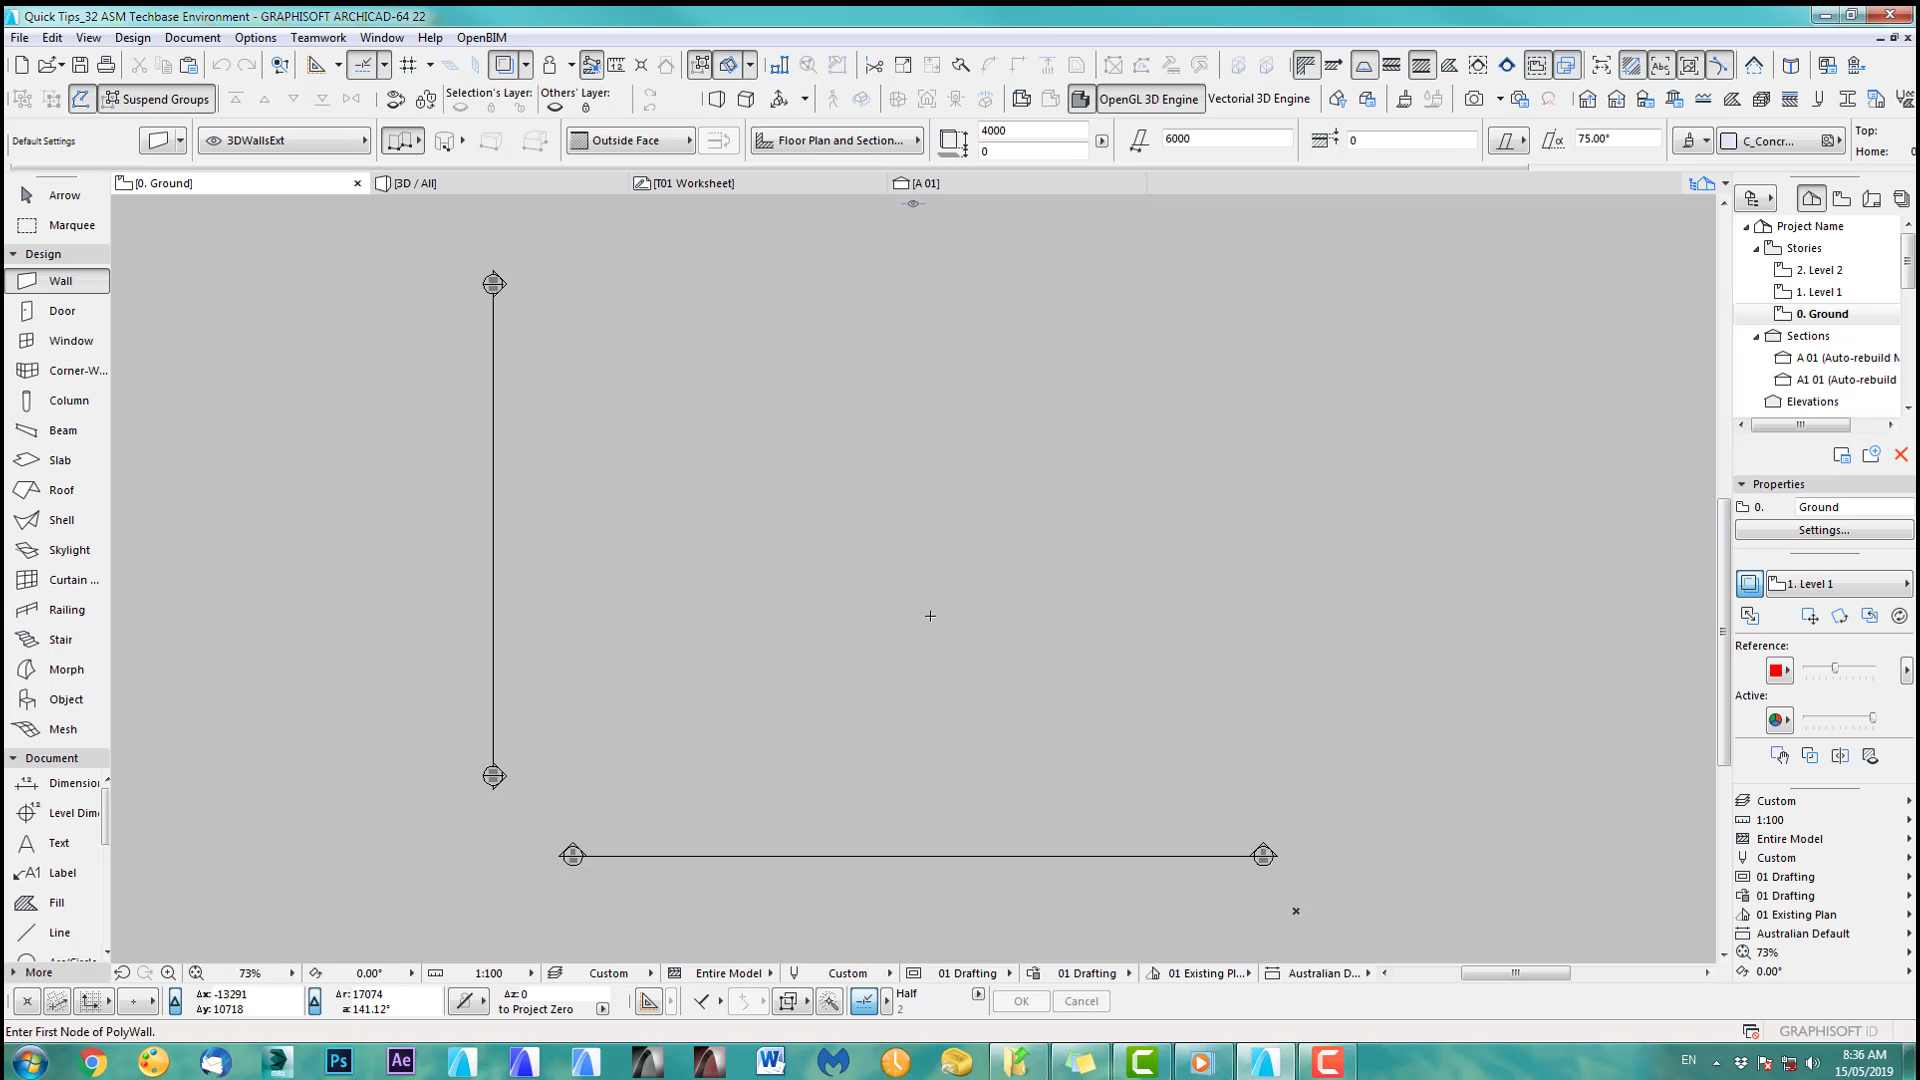 Quick Tips_32 ASM Techbase Environment - GRAPHISOFT ARCHICAD-64 22
File Edit View Design Document Options Teamwork Window Help OpenBIM
Suspend Groups
Selection's Layer:
Others' Layer:
OpenGL 3D Engine
Vectorial 3D Engine
Default Settings
3DWallsExt
Outside Face
Floor Plan and Section...
4000
0
6000
0
75.00°
C_Concr...
Top:
Home:
[0. Ground]
[3D / All]
[T01 Worksheet]
[A 01]
Arrow
Marquee
Design
Wall
Door
Window
Corner-W...
Column
Beam
Slab
Roof
Shell
Skylight
Curtain ...
Railing
Stair
Morph
Object
Mesh
Document
Dimension
Level Dim
Text
Label
Fill
Line
More
Project Name
Stories
2. Level 2
1. Level 1
0. Ground
Sections
A 01 (Auto-rebuild M
A1 01 (Auto-rebuild
Elevations
Properties
0.
Ground
Settings...
1. Level 1
Reference:
Active:
Custom
1:100
Entire Model
Custom
01 Drafting
01 Drafting
01 Existing Plan
Australian Default
73%
0.00°
73%
0.00°
1:100
Custom
Entire Model
Custom
01 Drafting
01 Drafting
01 Existing Pl...
Australian D...
Δx: -13291
Δy: 10718
Δr: 17074
a: 141.12°
Δz: 0
to Project Zero
Half
2
OK
Cancel
Enter First Node of PolyWall.
GRAPHISOFT ID
Ps
Ae
EN
8:36 AM
15/05/2019